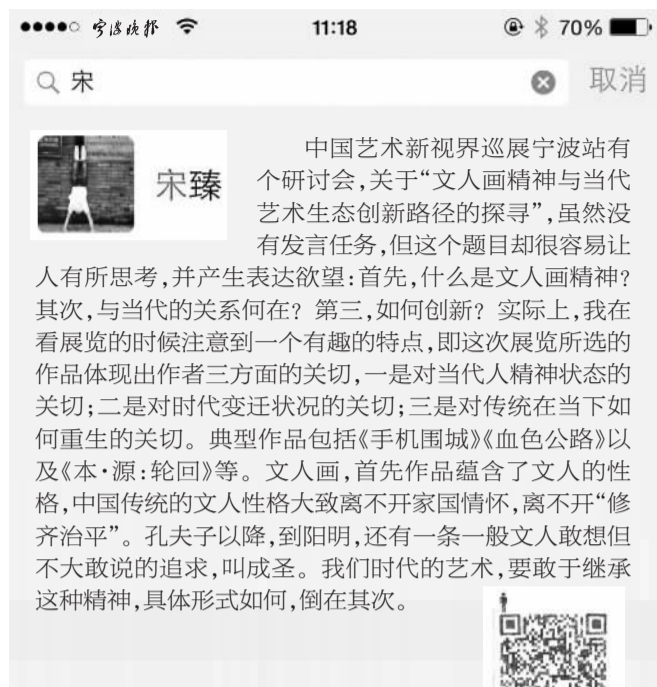 宁波晚报 11:18 70%
宋 取消
宋臻
中国艺术新视界巡展宁波站有
个研讨会,关于“文人画精神与当代
艺术生态创新路径的探寻”,虽然没
有发言任务,但这个题目却很容易让
人有所思考,并产生表达欲望:首先,什么是文人画精神?
其次,与当代的关系何在?第三,如何创新?实际上,我在
看展览的时候注意到一个有趣的特点,即这次展览所选的
作品体现出作者三方面的关切,一是对当代人精神状态的
关切;二是对时代变迁状况的关切;三是对传统在当下如
何重生的关切。典型作品包括《手机围城》《血色公路》以
及《本·源:轮回》等。文人画,首先作品蕴含了文人的性
格,中国传统的文人性格大致离不开家国情怀,离不开“修
齐治平”。孔夫子以降,到阳明,还有一条一般文人敢想但
不大敢说的追求,叫成圣。我们时代的艺术,要敢于继承
这种精神,具体形式如何,倒在其次。